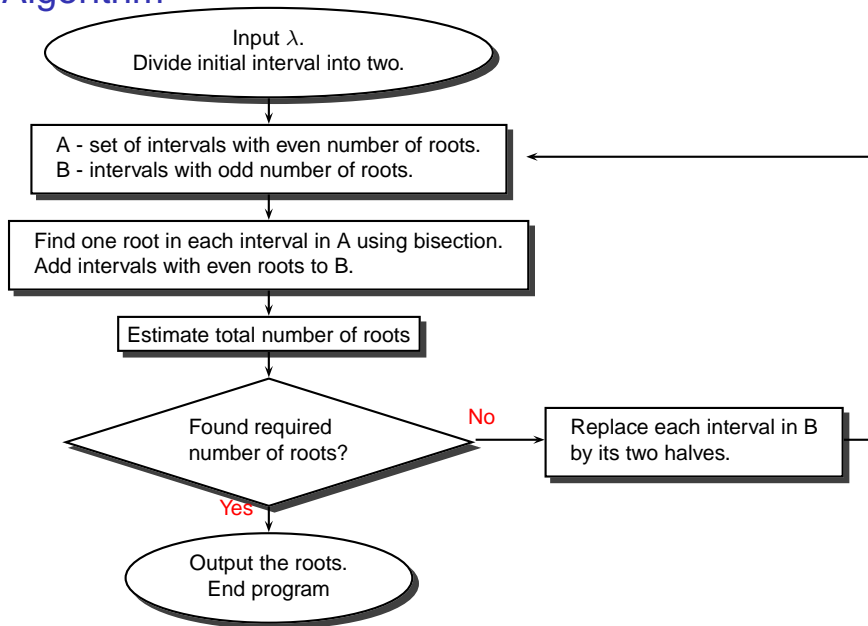 Algorithm
Input λ.
Divide initial interval into two.
A - set of intervals with even number of roots.
B - intervals with odd number of roots.
Find one root in each interval in A using bisection.
Add intervals with even roots to B.
Estimate total number of roots
Found required
number of roots?
No
Replace each interval in B
by its two halves.
Yes
Output the roots.
End program